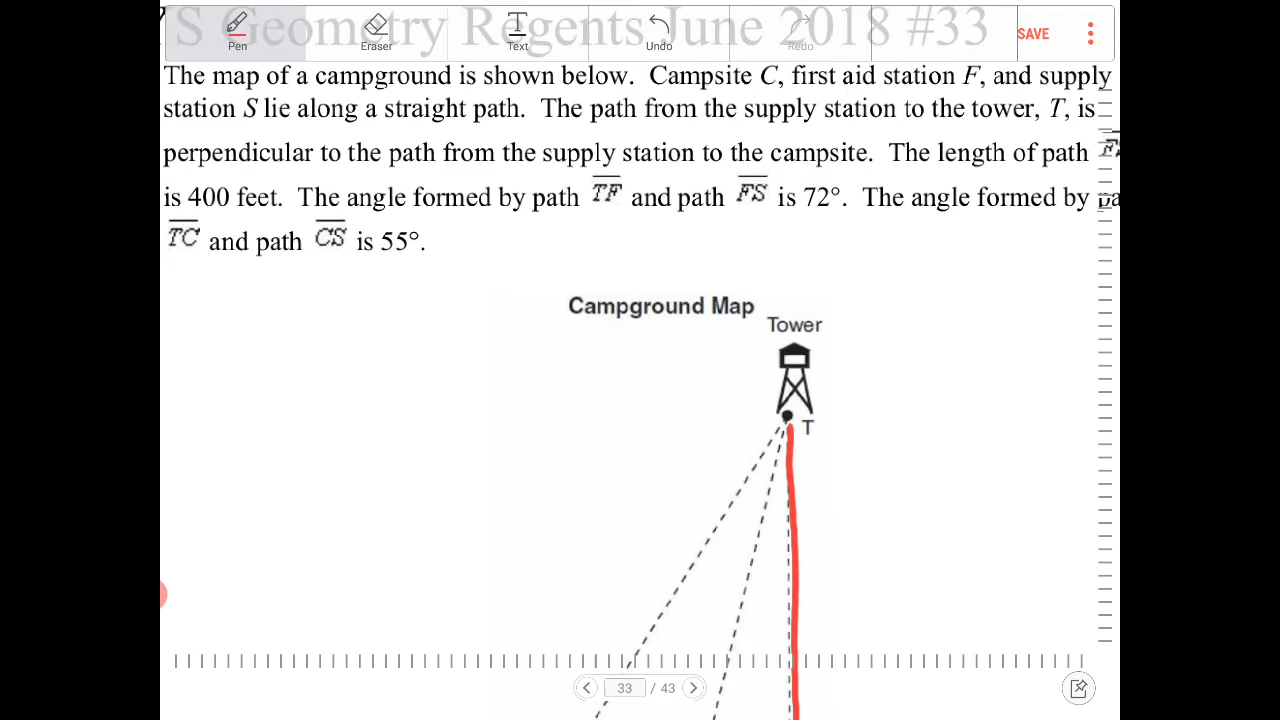 S Geometry Regents June 2018 #33
Pen
Eraser
Text
Undo
Redo
SAVE
The map of a campground is shown below. Campsite C, first aid station F, and supply
station S lie along a straight path. The path from the supply station to the tower, T, is
perpendicular to the path from the supply station to the campsite. The length of path
is 400 feet. The angle formed by path TF and path FS is 72°. The angle formed by
TC and path CS is 55°.
Campground Map
Tower
T
33 / 43